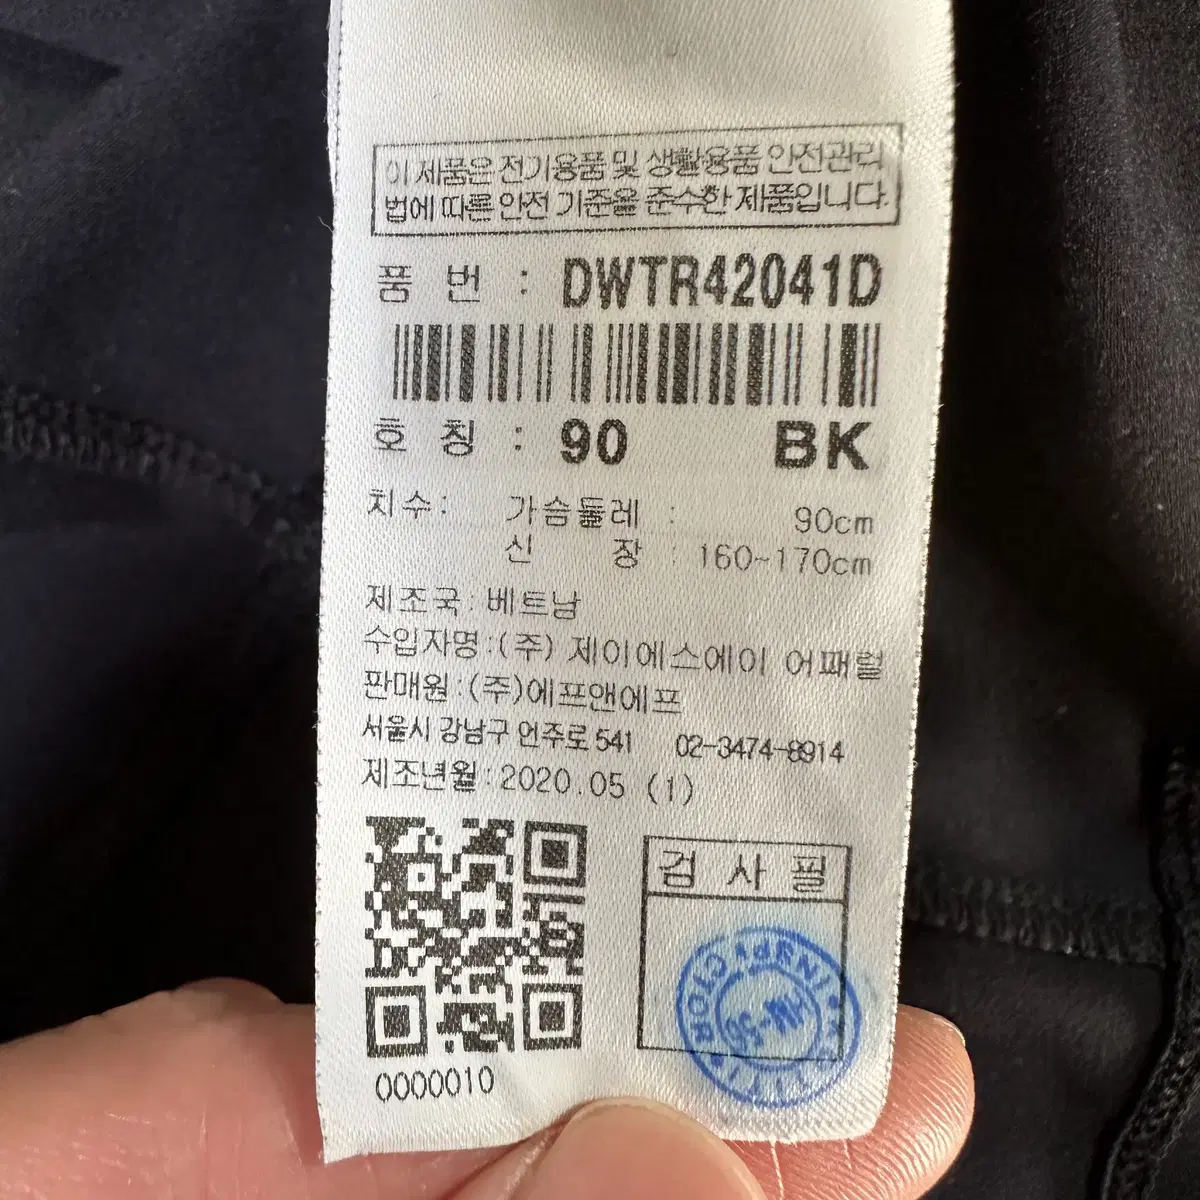 이 제품은 전기용품 및 생활용품 안전관리
법에 따른 안전 기준을 준수한 제품입니다.
품 번 : DWTR42041D
호 칭 : 90 BK
치수: 가슴둘레 : 90cm
신 장 : 160~170cm
제조국: 베트남
수입자명:(주) 제이에스에이 어패럴
판매원:(주)에프앤에프
서울시 강남구 언주로 541 02-3474-8914
제조년월:2020.05 (1)
검 사 필
INSPECTOR
0000010